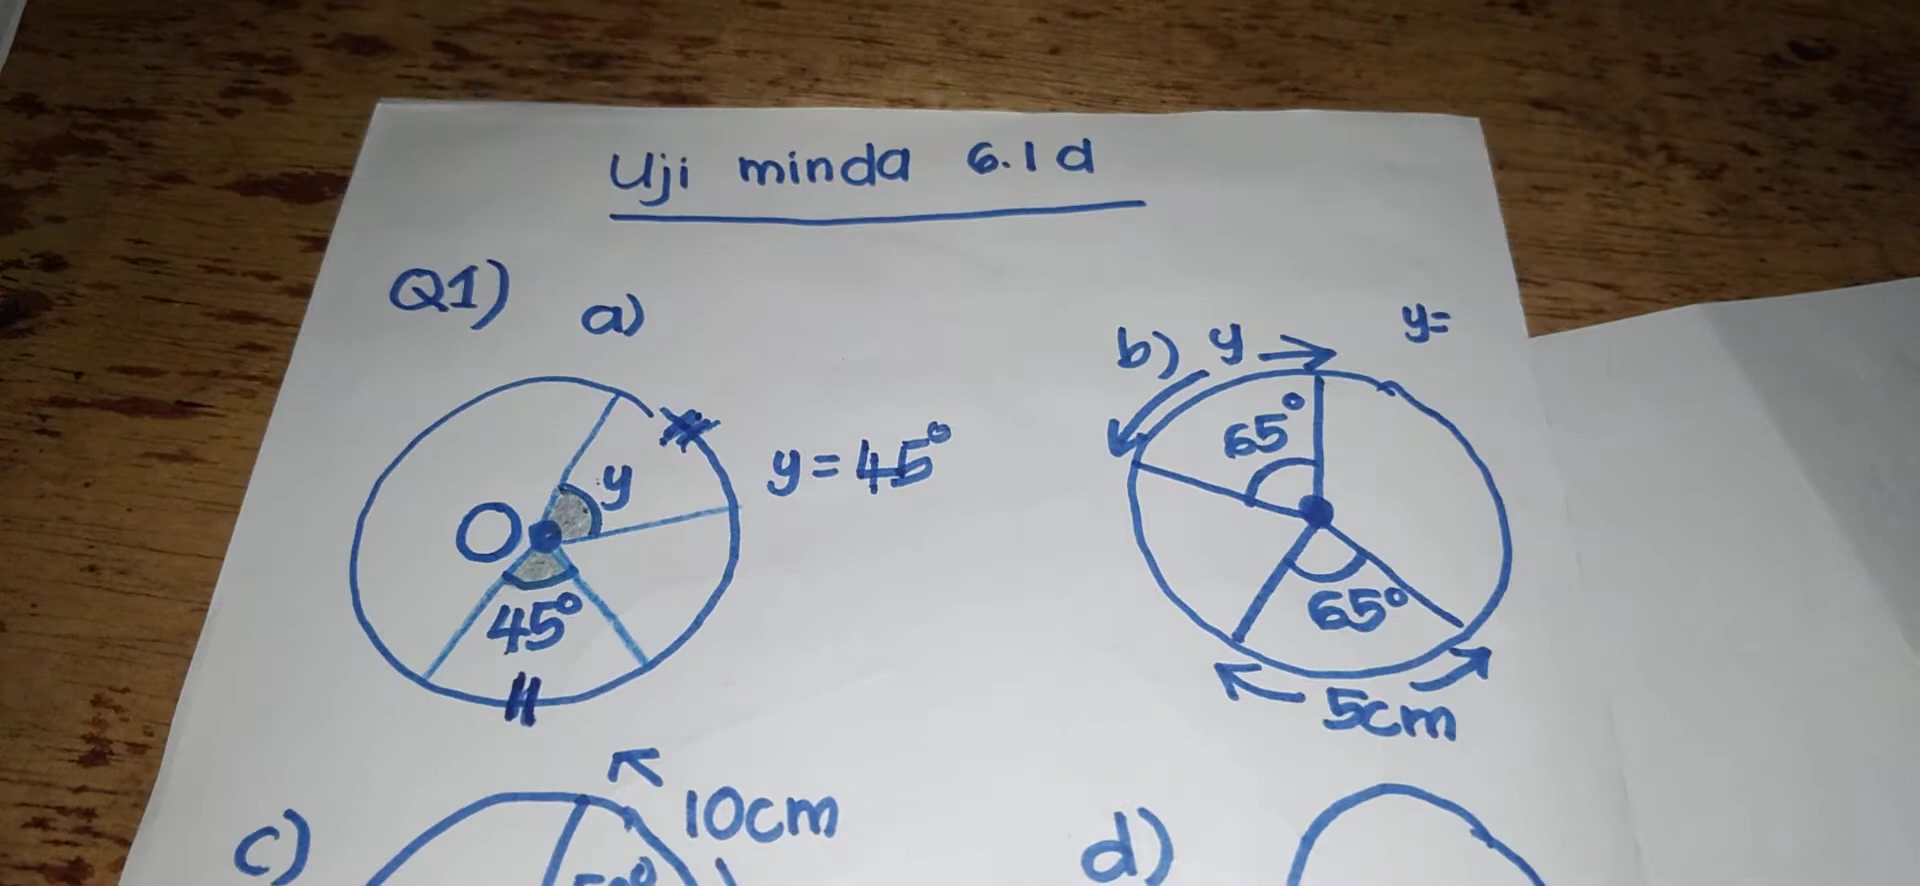 Uji minda 6.1d
Q1) a)
y
O
45°
y = 45°
b) y
y=
65°
65°
5cm
c)
10cm
d)